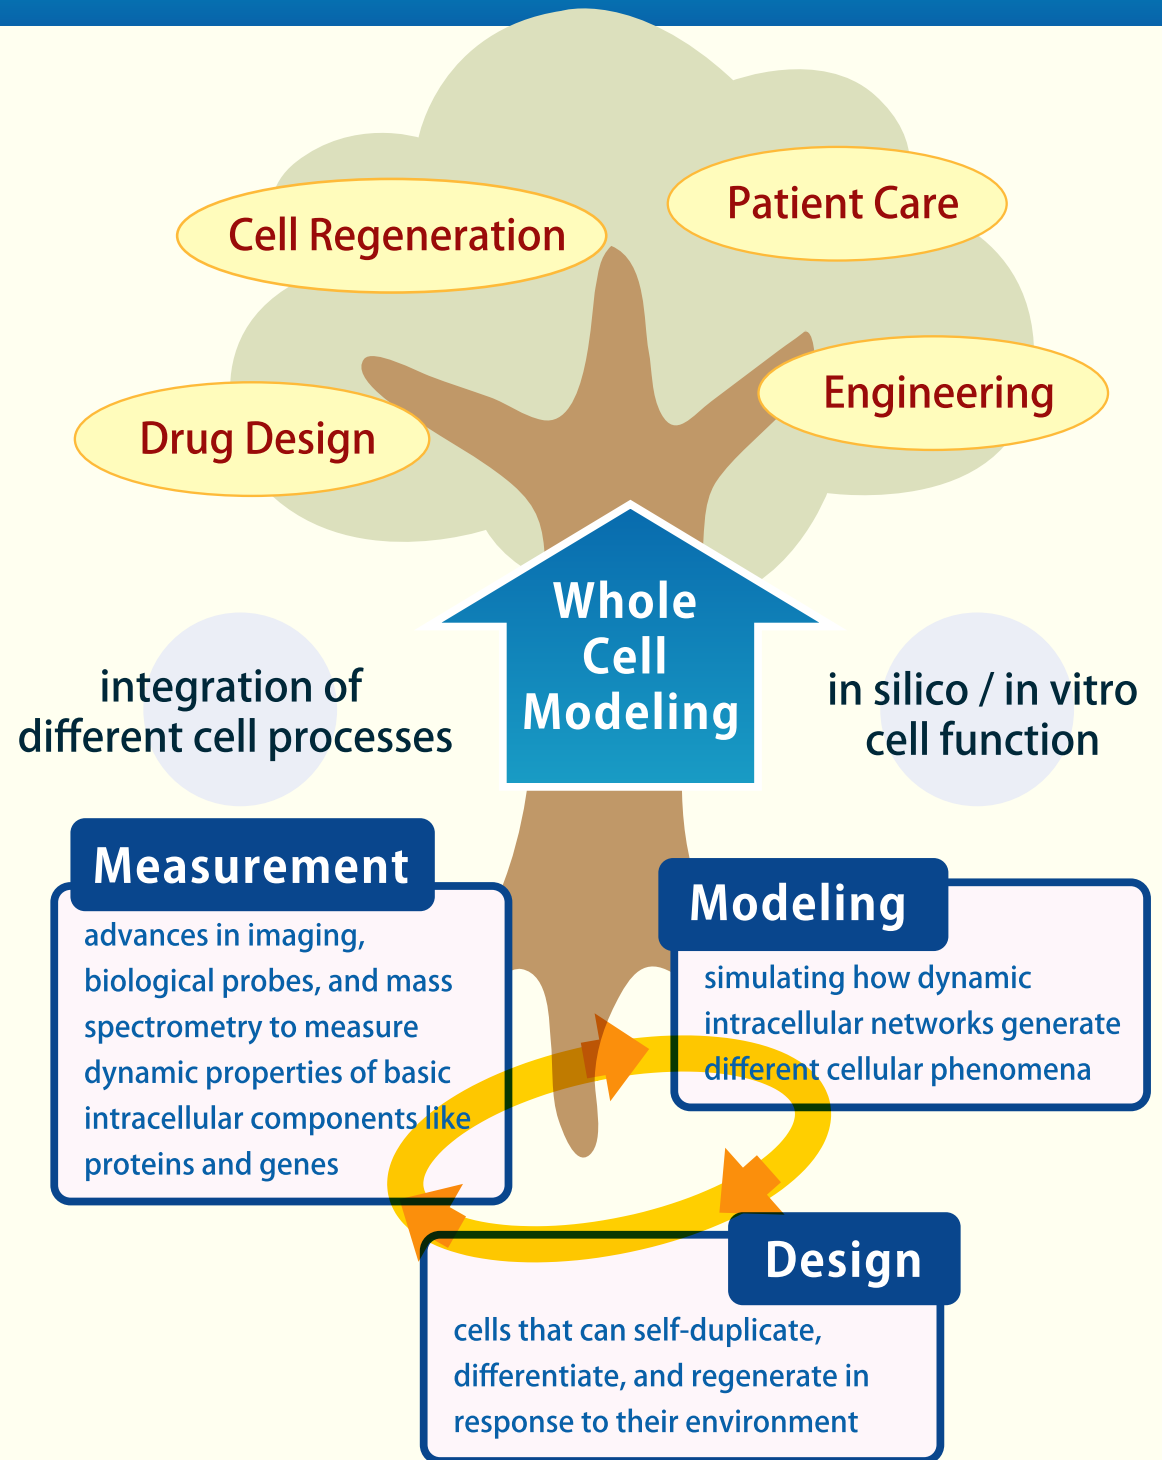 Cell Regeneration
Patient Care
Drug Design
Engineering
Whole
Cell
Modeling
integration of
different cell processes
in silico / in vitro
cell function
Measurement
advances in imaging,
biological probes, and mass
spectrometry to measure
dynamic properties of basic
intracellular components like
proteins and genes
Modeling
simulating how dynamic
intracellular networks generate
different cellular phenomena
Design
cells that can self-duplicate,
differentiate, and regenerate in
response to their environment